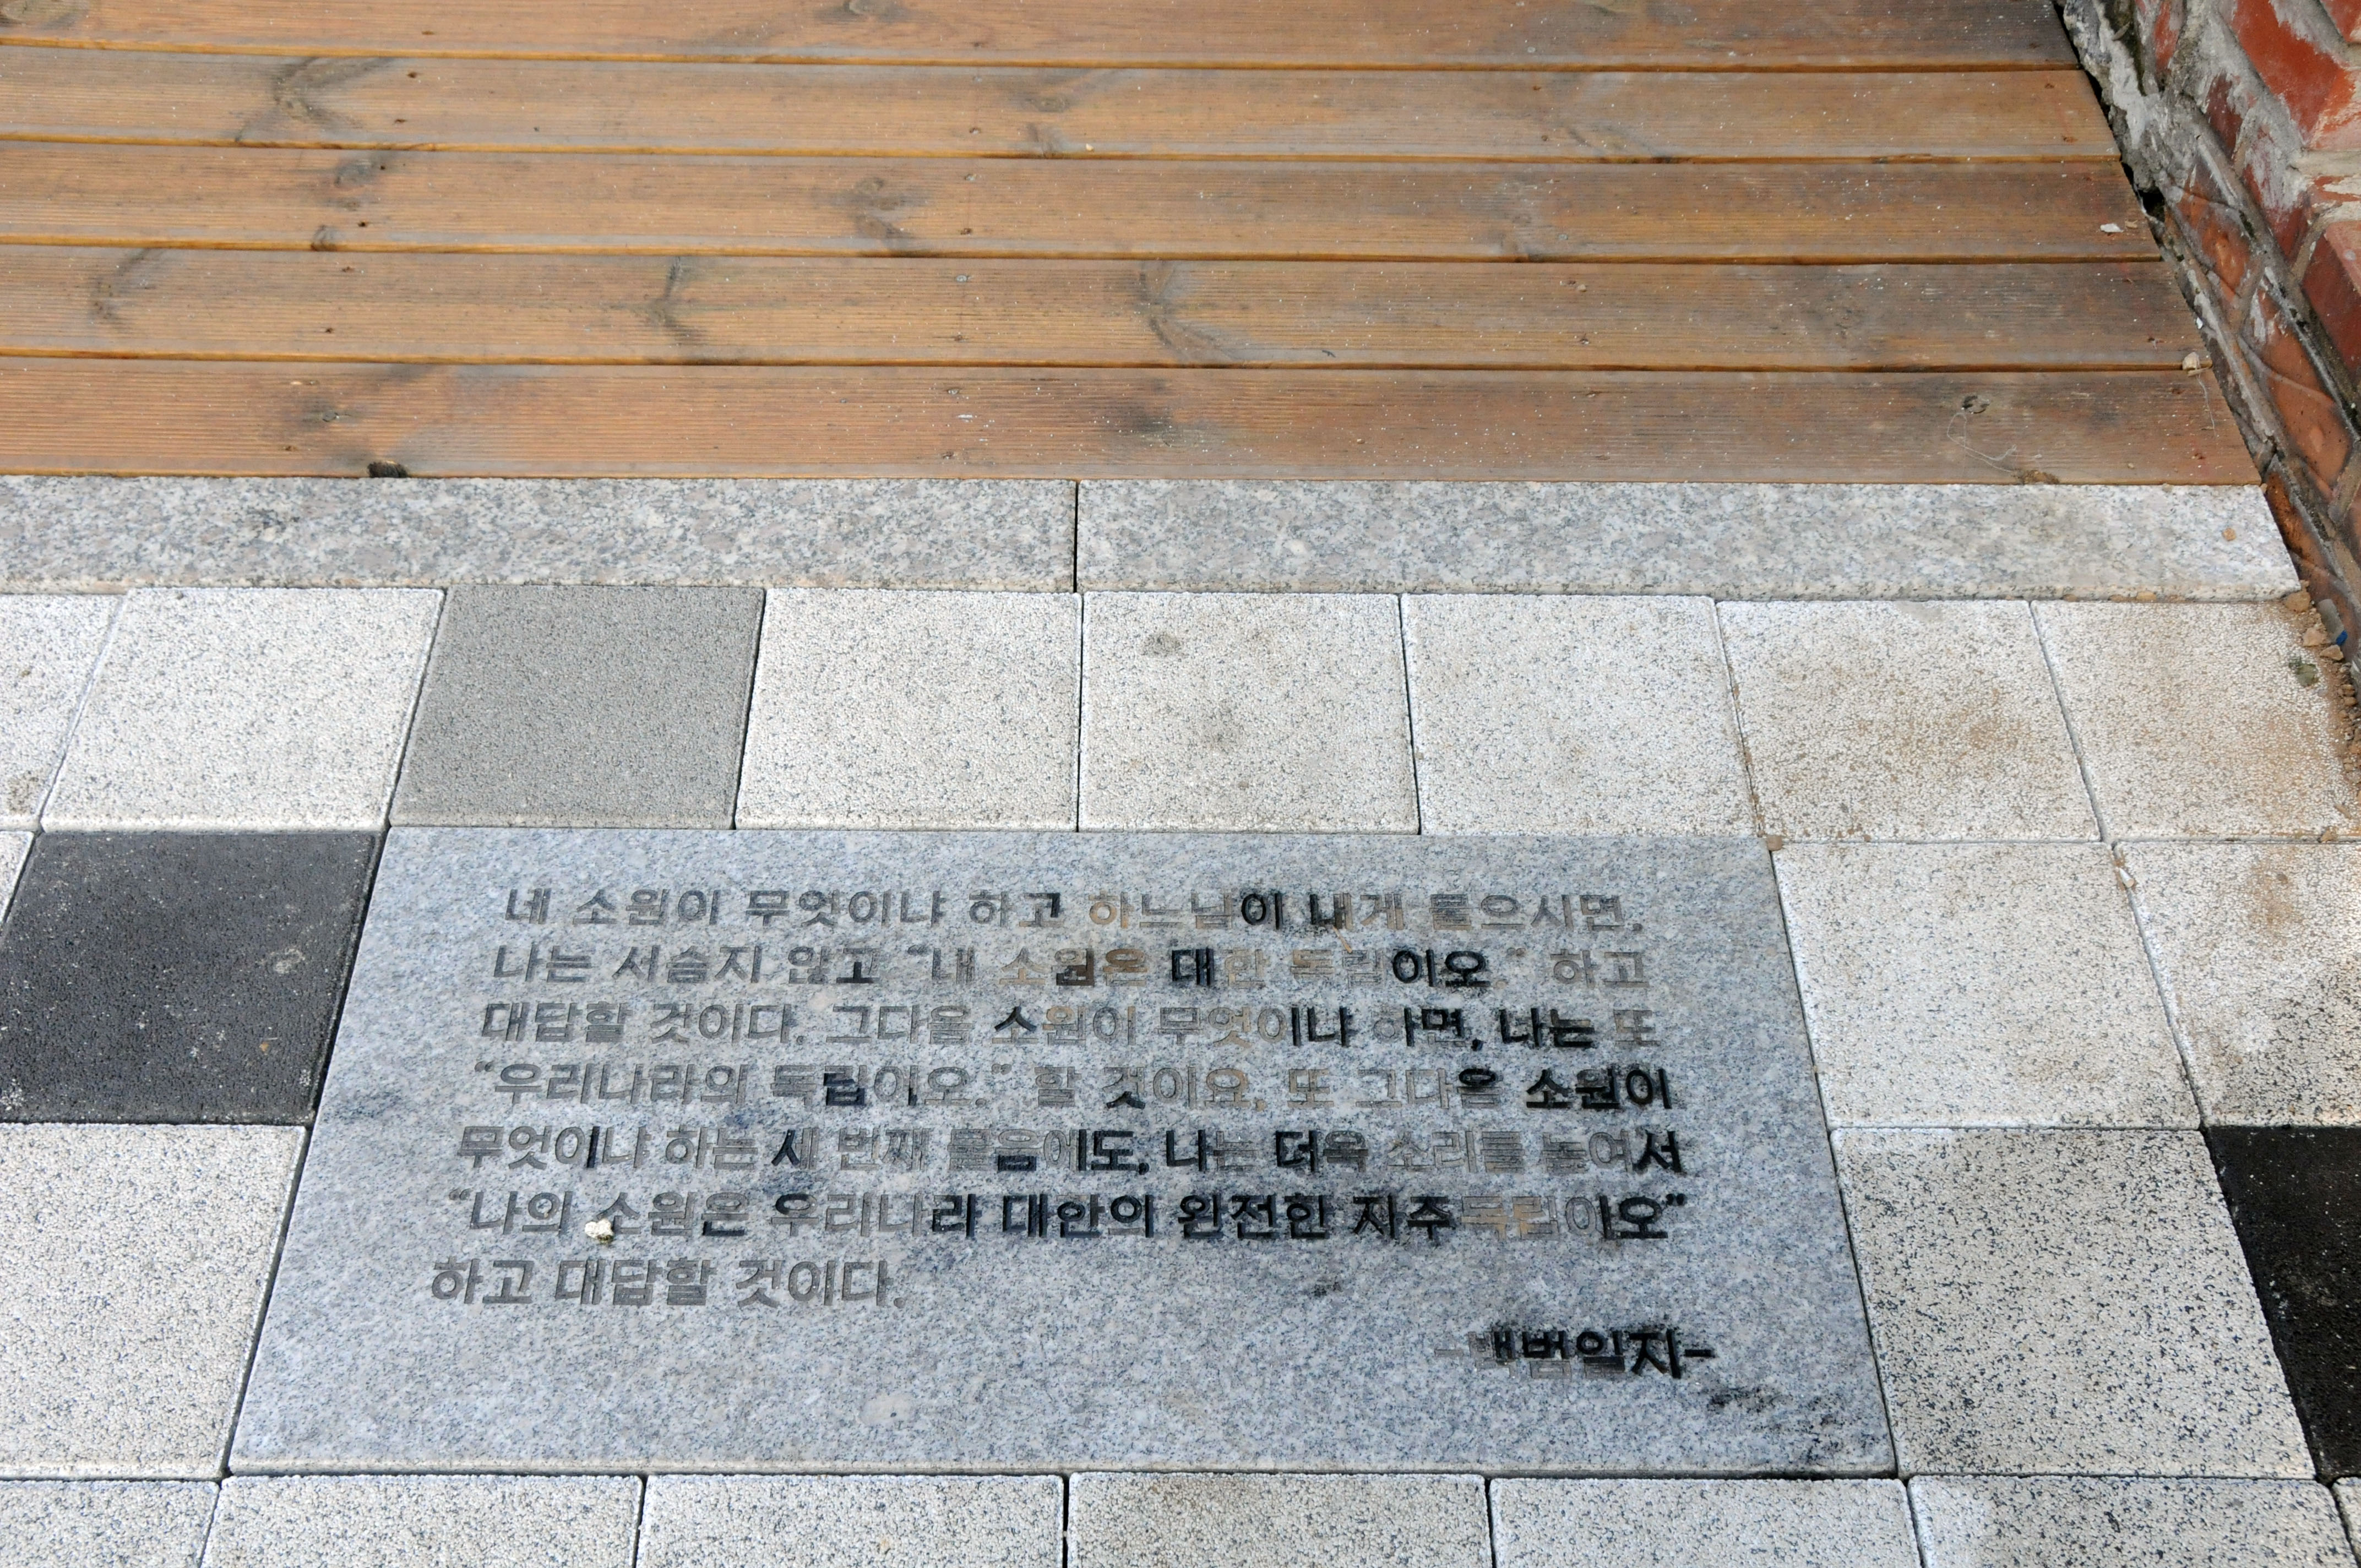 네 소원이 무엇이냐 하고 하느님이 내게 물으시면,
나는 서슴지 않고 "내 소원은 대한 독립이오." 하고
대답할 것이다. 그다음 소원이 무엇이냐 하면, 나는 또
"우리나라의 독립이오." 할 것이요, 또 그다음 소원이
무엇이냐 하는 세 번째 물음에도, 나는 더욱 소리를 높여서
"나의 소원은 우리나라 대한의 완전한 자주독립이오"
하고 대답할 것이다.
-백범일지-